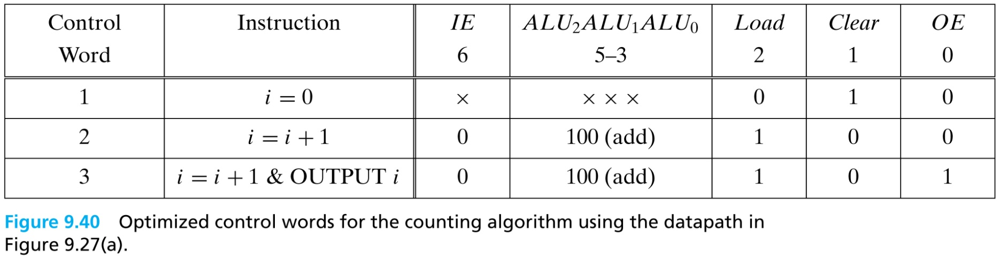 Control Instruction IE ALU₂ALU₁ALU₀ Load Clear OE
Word 6 5–3 2 1 0
1 i = 0 × × × × 0 1 0
2 i = i + 1 0 100 (add) 1 0 0
3 i = i + 1 & OUTPUT i 0 100 (add) 1 0 1
Figure 9.40 Optimized control words for the counting algorithm using the datapath in
Figure 9.27(a).